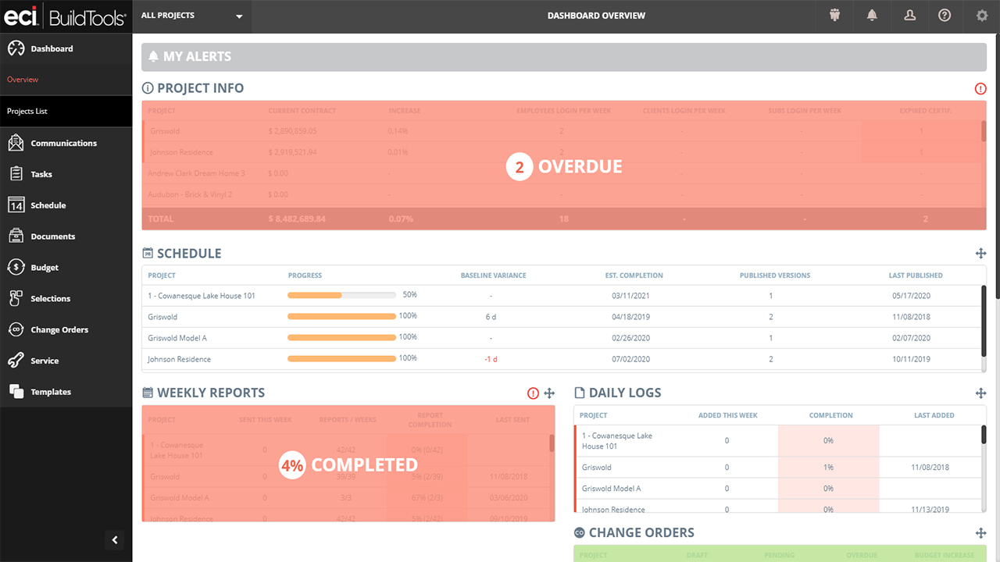 eci BuildTools
ALL PROJECTS
DASHBOARD OVERVIEW
Dashboard
Overview
Projects List
Communications
Tasks
14 Schedule
Documents
$ Budget
Selections
CO Change Orders
Service
Templates
MY ALERTS
PROJECT INFO
PROJECT CURRENT CONTRACT INCREASE EMPLOYEES LOGIN PER WEEK CLIENTS LOGIN PER WEEK SUBS LOGIN PER WEEK EXPIRED CERTIF.
Griswold $ 2,890,859.05 0.14% 2 - - 1
Johnson Residence $ 2,919,521.94 0.01% 2 - - 1
2 OVERDUE
Andrew Clark Dream Home 3 $ 0.00 - - - - -
Audubon - Brick & Vinyl 2 $ 0.00 - - - - -
TOTAL $ 8,482,689.84 0.07% 18 - - 2
SCHEDULE
PROJECT PROGRESS BASELINE VARIANCE EST. COMPLETION PUBLISHED VERSIONS LAST PUBLISHED
1 - Cowanesque Lake House 101 50% - 03/11/2021 1 05/17/2020
Griswold 100% 6 d 04/18/2019 2 11/08/2018
Griswold Model A 100% - 02/26/2020 1 02/07/2020
Johnson Residence 100% -1 d 07/02/2020 2 10/11/2019
WEEKLY REPORTS
PROJECT SENT THIS WEEK REPORTS / WEEKS REPORT COMPLETION LAST SENT
1 - Cowanesque
Lake House 101 0 42/42 0% (0/42)
4% COMPLETED
Griswold 0 39/39 5% (2/39) 11/08/2018
Griswold Model A 0 3/3 67% (2/3) 03/06/2020
Johnson Residence 0 42/42 5% (2/42) 09/10/2019
DAILY LOGS
PROJECT ADDED THIS WEEK COMPLETION LAST ADDED
1 - Cowanesque Lake
House 101 0 0%
Griswold 0 1% 11/08/2018
Griswold Model A 0 0%
Johnson Residence 0 0% 11/13/2019
CO CHANGE ORDERS
PROJECT DRAFT PENDING OVERDUE BUDGET INCREASE